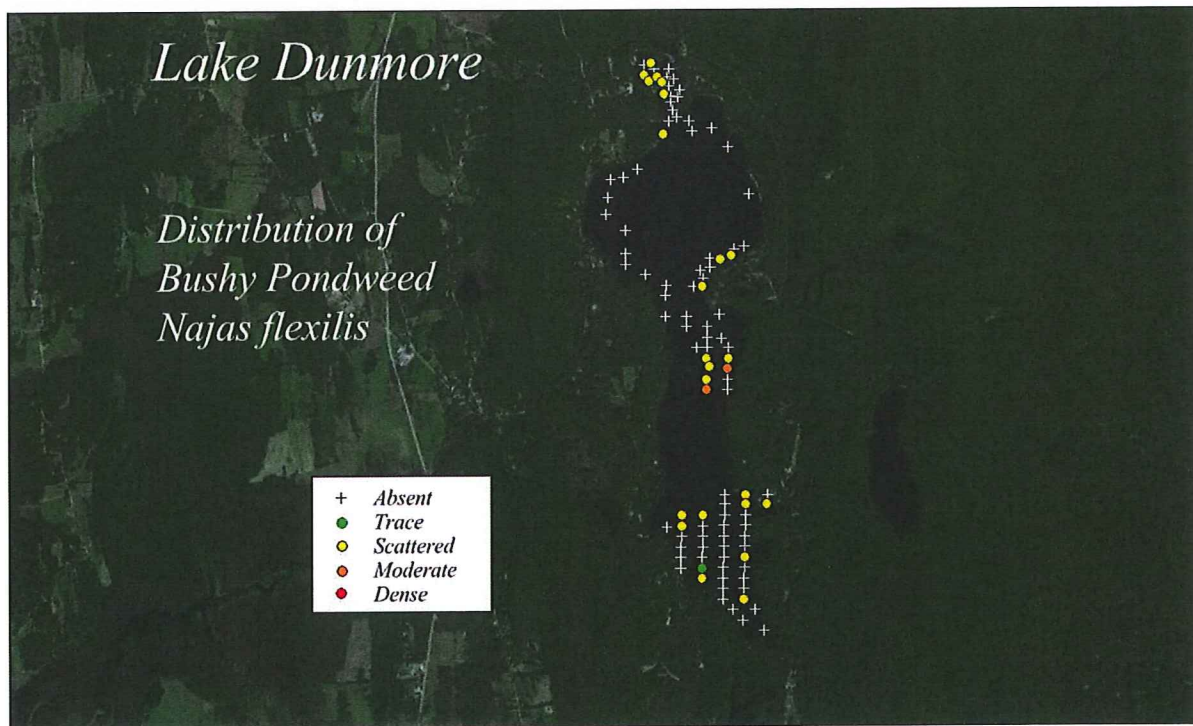 Lake Dunmore
Distribution of
Bushy Pondweed
Najas flexilis
Absent
Trace
Scattered
Moderate
Dense